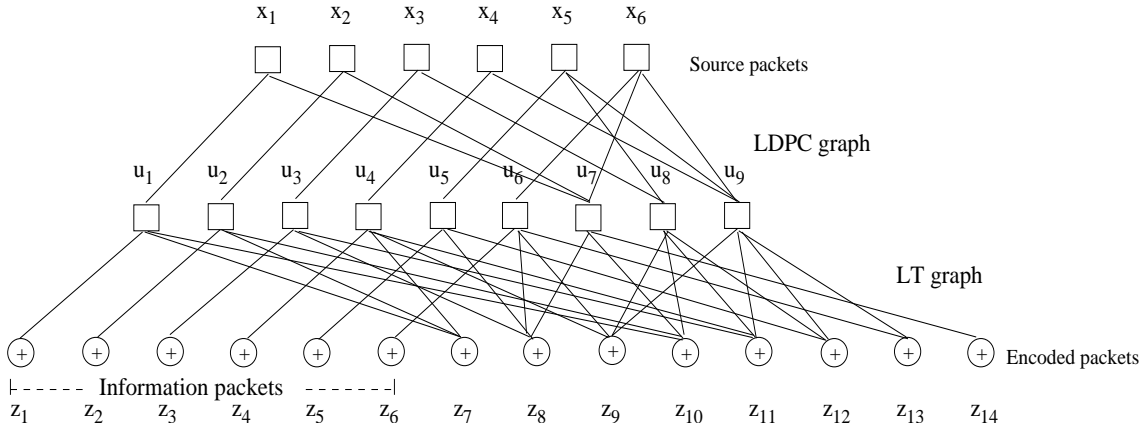 x₁ x₂ x₃ x₄ x₅ x₆
Source packets
LDPC graph
u₁ u₂ u₃ u₄ u₅ u₆ u₇ u₈ u₉
LT graph
+ + + + + + + + + + + + + +
Encoded packets
Information packets
z₁ z₂ z₃ z₄ z₅ z₆ z₇ z₈ z₉ z₁₀ z₁₁ z₁₂ z₁₃ z₁₄